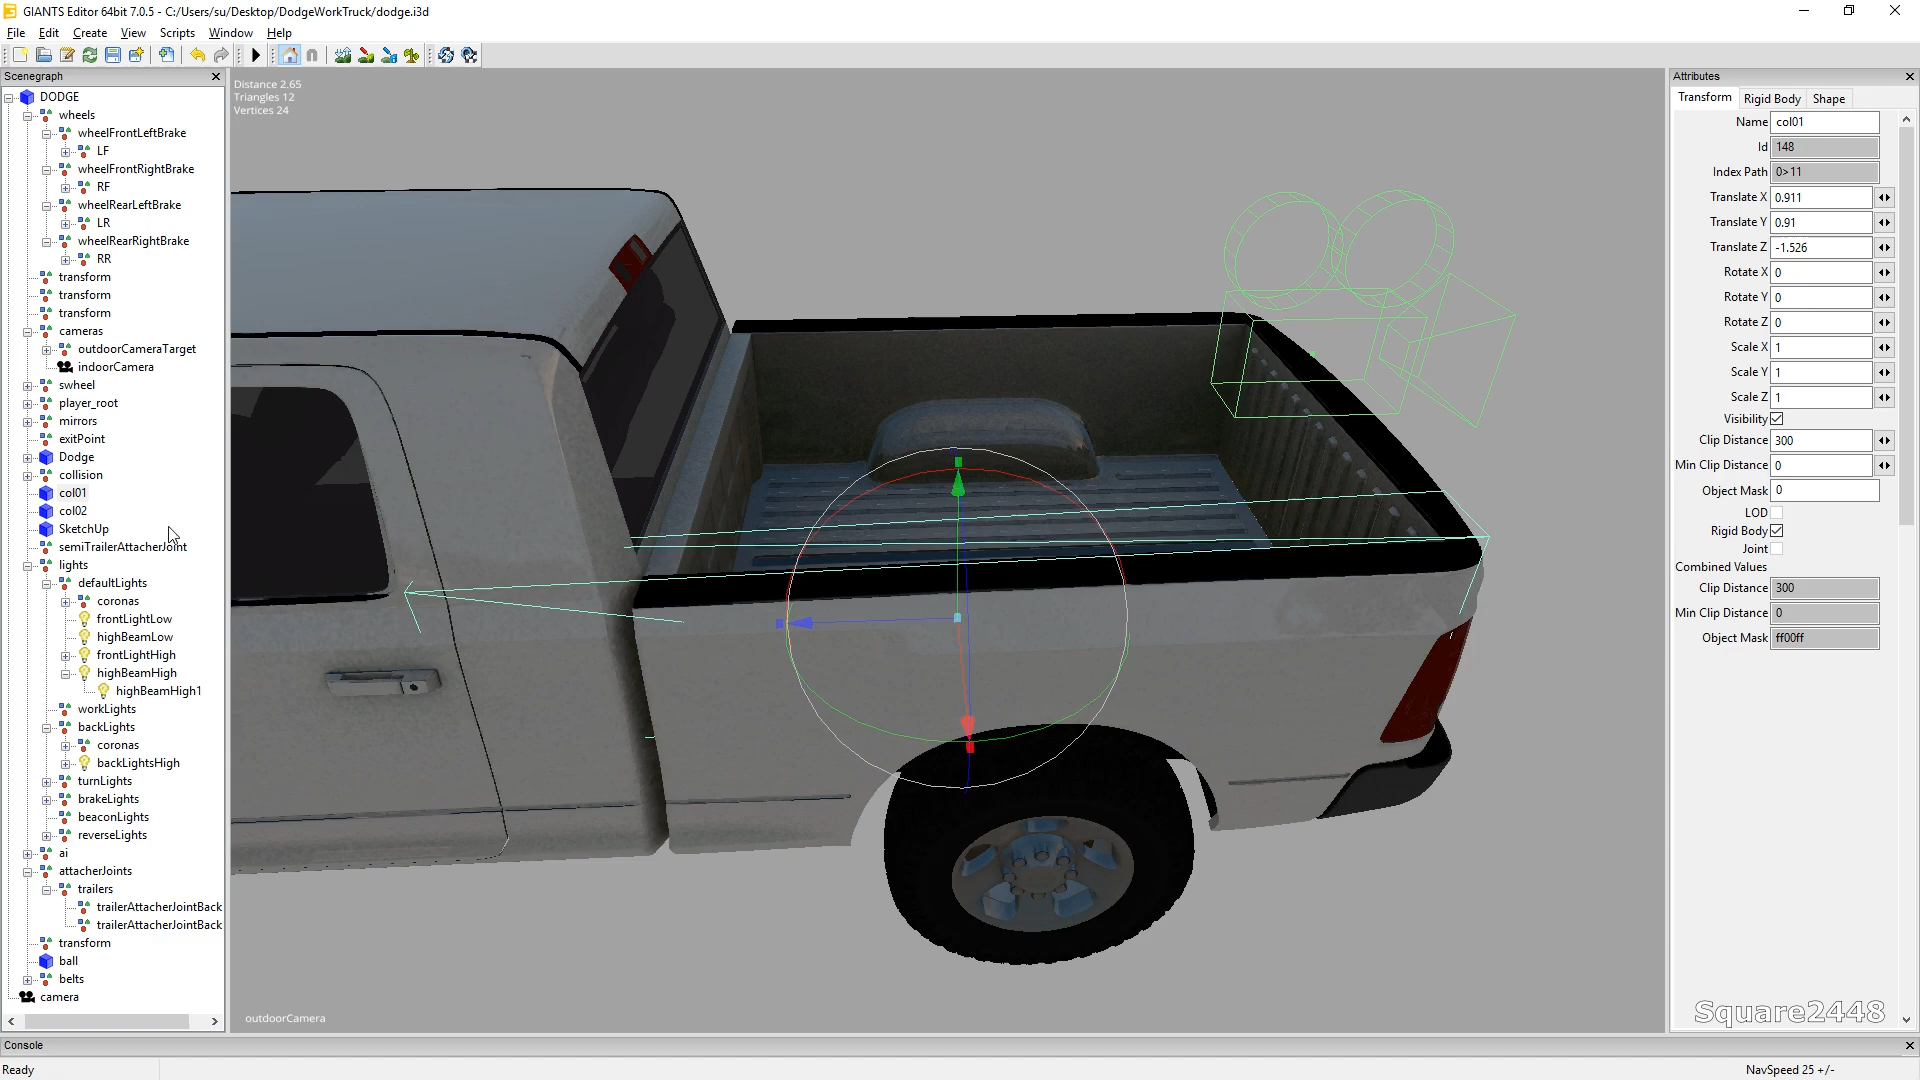 GIANTS Editor 64bit 7.0.5 - C:/Users/su/Desktop/DodgeWorkTruck/dodge.i3d
File Edit Create View Scripts Window Help
Scenegraph
DODGE
wheels
wheelFrontLeftBrake
LF
wheelFrontRightBrake
RF
wheelRearLeftBrake
LR
wheelRearRightBrake
RR
transform
transform
transform
cameras
outdoorCameraTarget
indoorCamera
swheel
player_root
mirrors
exitPoint
Dodge
collision
col01
col02
SketchUp
semiTrailerAttacherJoint
lights
defaultLights
coronas
frontLightLow
highBeamLow
frontLightHigh
highBeamHigh
highBeamHigh1
workLights
backLights
coronas
backLightsHigh
turnLights
brakeLights
beaconLights
reverseLights
ai
attacherJoints
trailers
trailerAttacherJointBack
trailerAttacherJointBack
transform
ball
belts
camera
Distance 2.65
Triangles 12
Vertices 24
outdoorCamera
Attributes
Transform Rigid Body Shape
Name col01
Id 148
Index Path 0>11
Translate X 0.911
Translate Y 0.91
Translate Z -1.526
Rotate X 0
Rotate Y 0
Rotate Z 0
Scale X 1
Scale Y 1
Scale Z 1
Visibility
Clip Distance 300
Min Clip Distance 0
Object Mask 0
LOD
Rigid Body
Joint
Combined Values
Clip Distance 300
Min Clip Distance 0
Object Mask ff00ff
Square2448
Console
Ready
NavSpeed 25 +/-